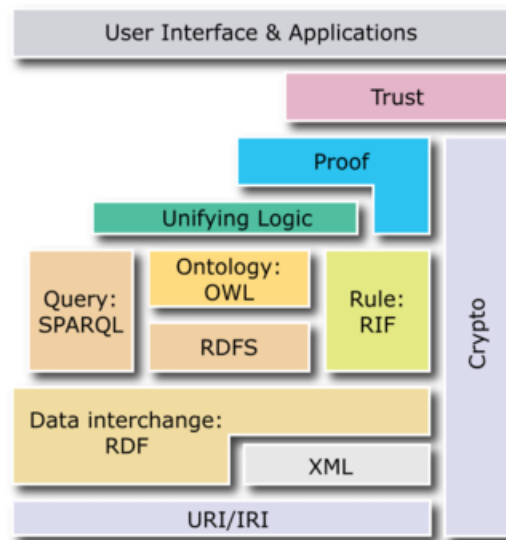 User Interface & Applications
Trust
Proof
Unifying Logic
Query:
SPARQL
Ontology:
OWL
RDFS
Rule:
RIF
Crypto
Data interchange:
RDF
XML
URI/IRI